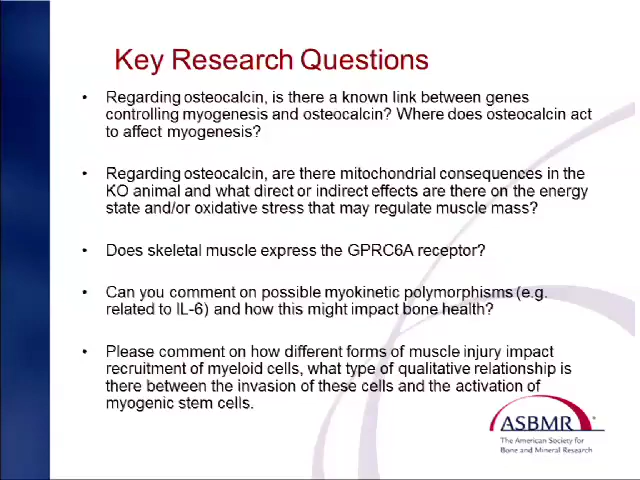 Key Research Questions
• Regarding osteocalcin, is there a known link between genes
controlling myogenesis and osteocalcin? Where does osteocalcin act
to affect myogenesis?
• Regarding osteocalcin, are there mitochondrial consequences in the
KO animal and what direct or indirect effects are there on the energy
state and/or oxidative stress that may regulate muscle mass?
• Does skeletal muscle express the GPRC6A receptor?
• Can you comment on possible myokinetic polymorphisms (e.g.
related to IL-6) and how this might impact bone health?
• Please comment on how different forms of muscle injury impact
recruitment of myeloid cells, what type of qualitative relationship is
there between the invasion of these cells and the activation of
myogenic stem cells.
ASBMR
The American Society for
Bone and Mineral Research